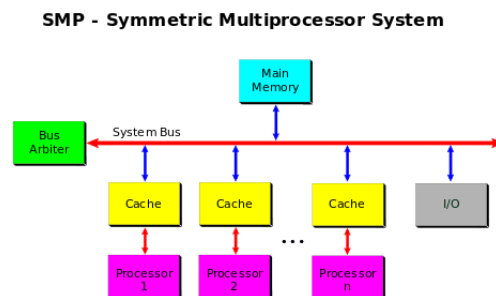 SMP - Symmetric Multiprocessor System
Main
Memory
Bus
Arbiter
System Bus
Cache
Cache
Cache
I/O
...
Processor
1
Processor
2
Processor
n